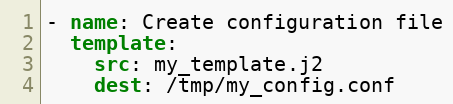 1 - name: Create configuration file
2   template:
3     src: my_template.j2
4     dest: /tmp/my_config.conf